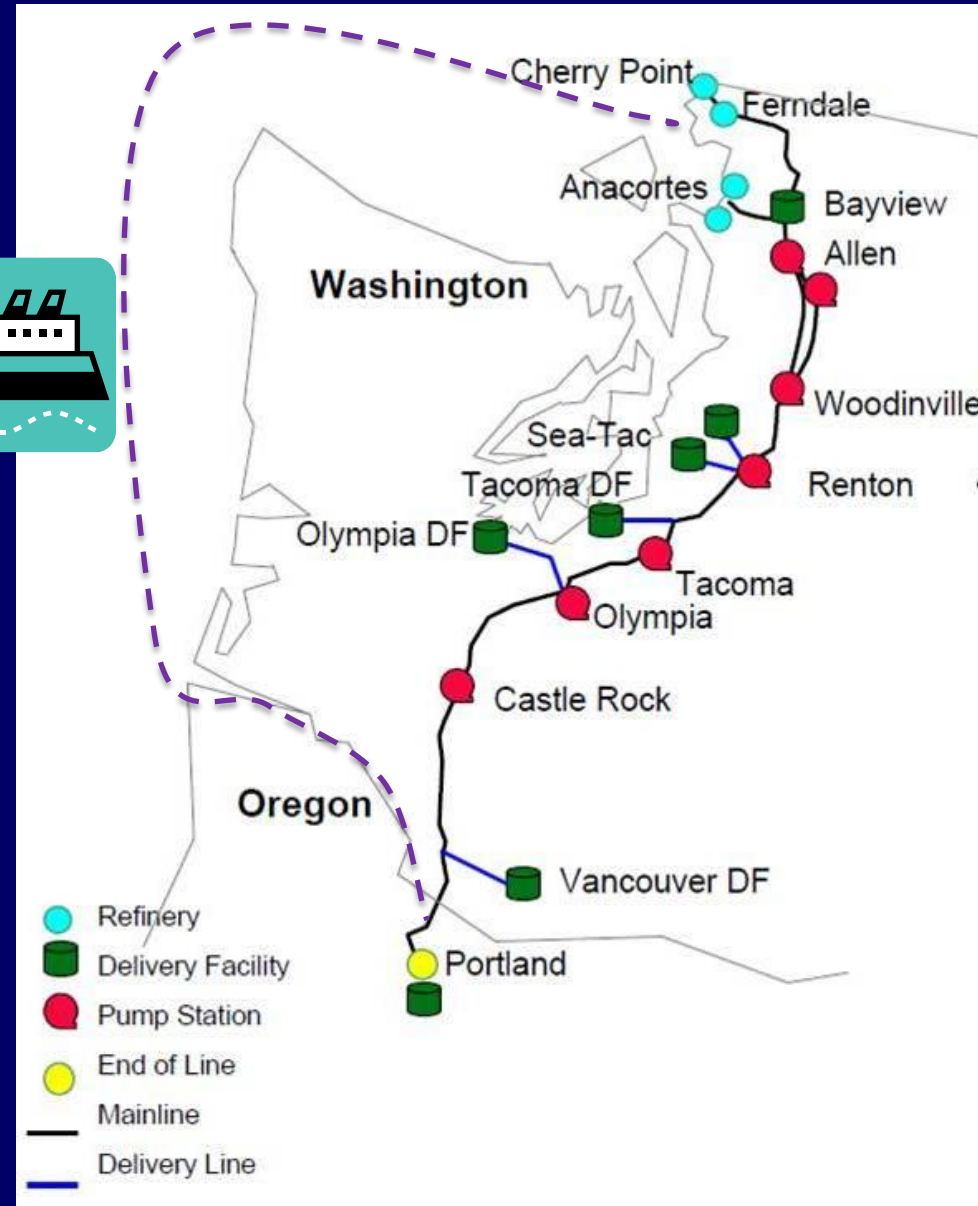 Cherry Point
Ferndale
Anacortes
Bayview
Allen
Washington
Woodinville
Sea-Tac
Tacoma DF
Renton
Olympia DF
Tacoma
Olympia
Castle Rock
Oregon
Vancouver DF
Refinery
Delivery Facility
Portland
Pump Station
End of Line
Mainline
Delivery Line